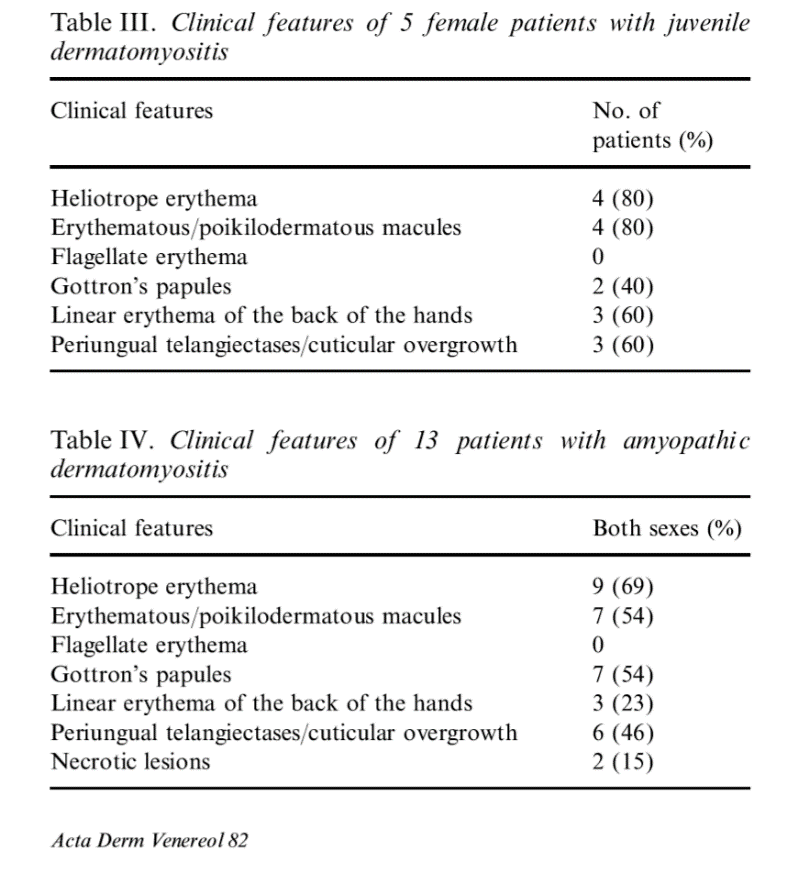 Table III. Clinical features of 5 female patients with juvenile
dermatomyositis
Clinical features No. of
patients (%)
Heliotrope erythema 4 (80)
Erythematous/poikilodermatous macules 4 (80)
Flagellate erythema 0
Gottron's papules 2 (40)
Linear erythema of the back of the hands 3 (60)
Periungual telangiectases/cuticular overgrowth 3 (60)
Table IV. Clinical features of 13 patients with amyopathic
dermatomyositis
Clinical features Both sexes (%)
Heliotrope erythema 9 (69)
Erythematous/poikilodermatous macules 7 (54)
Flagellate erythema 0
Gottron's papules 7 (54)
Linear erythema of the back of the hands 3 (23)
Periungual telangiectases/cuticular overgrowth 6 (46)
Necrotic lesions 2 (15)
Acta Derm Venereol 82